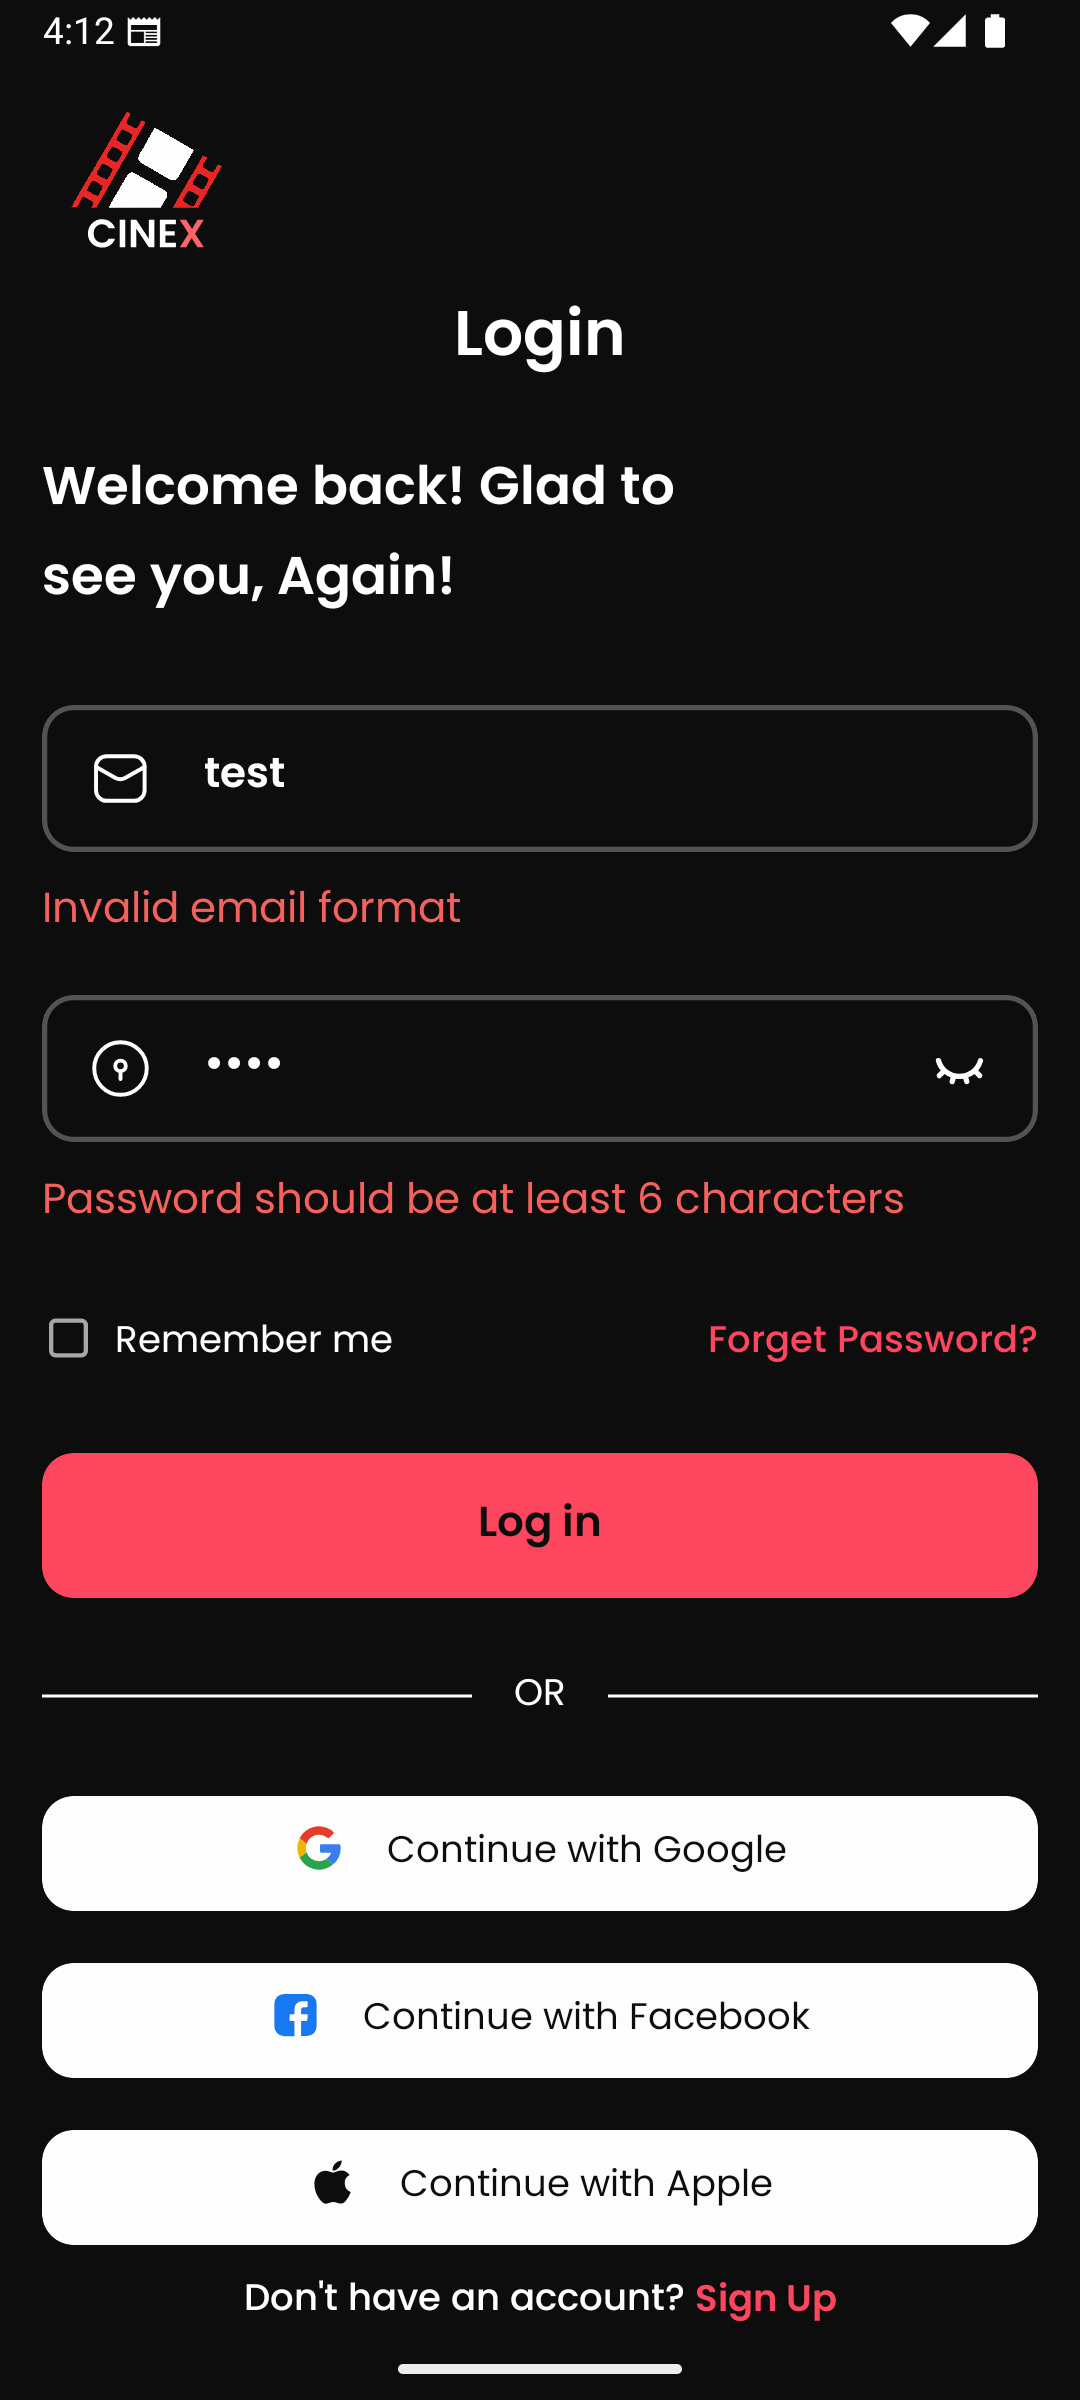 4:12
CINEX
Login
Welcome back! Glad to
see you, Again!
test
Invalid email format
••••
Password should be at least 6 characters
Remember me
Forget Password?
Log in
OR
Continue with Google
Continue with Facebook
Continue with Apple
Don't have an account? Sign Up